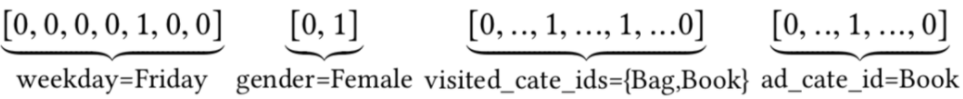 [0, 0, 0, 0, 1, 0, 0] [0, 1] [0, .., 1, ..., 1, ...0] [0, .., 1, ..., 0]
weekday=Friday gender=Female visited_cate_ids={Bag,Book} ad_cate_id=Book